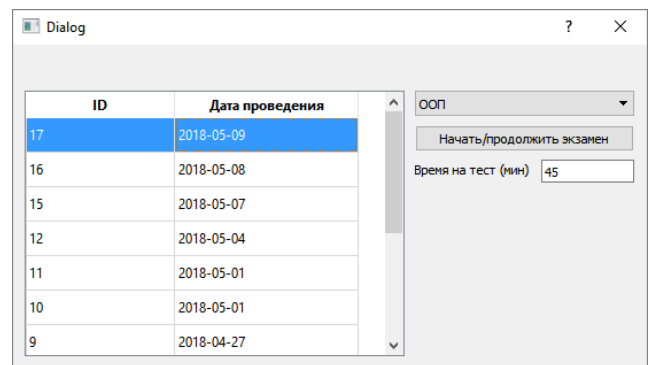 Dialog ?
ID Дата проведения
17 2018-05-09
16 2018-05-08
15 2018-05-07
12 2018-05-04
11 2018-05-01
10 2018-05-01
9 2018-04-27
ООП
Начать/продолжить экзамен
Время на тест (мин) 45